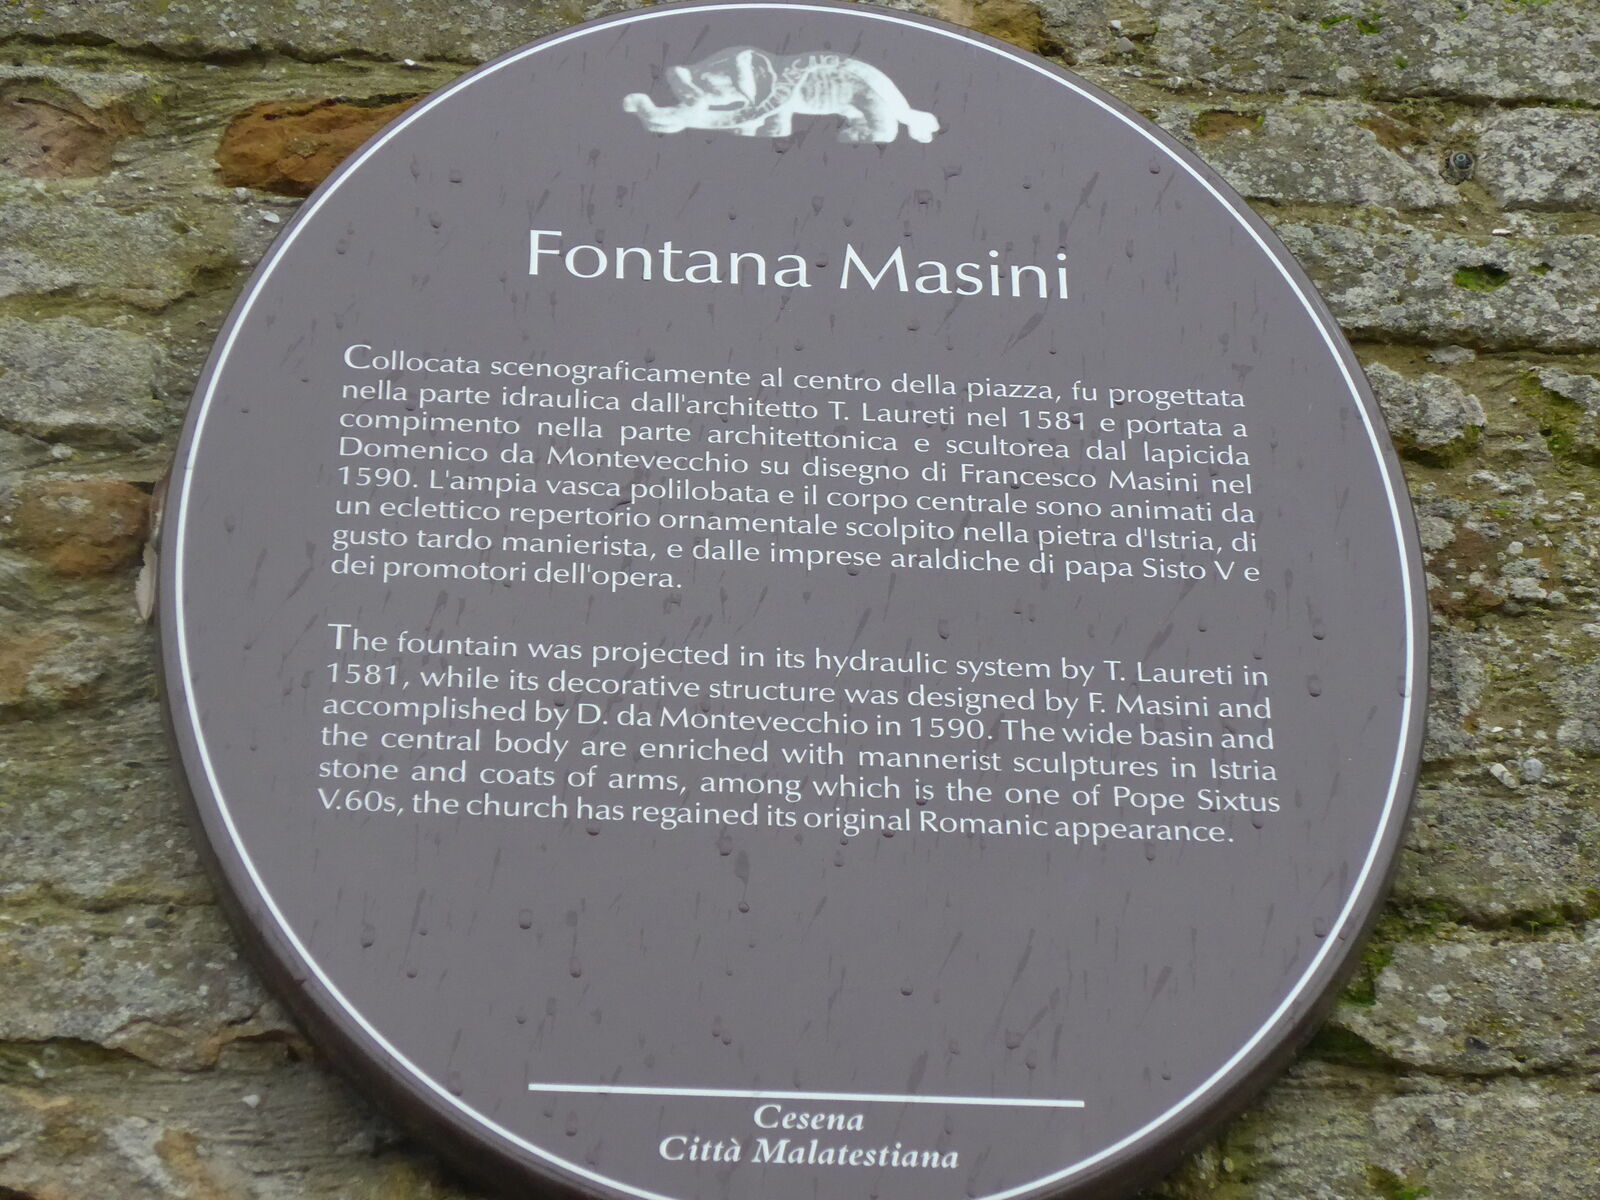 Fontana Masini
Collocata scenograficamente al centro della piazza, fu progettata
nella parte idraulica dall'architetto T. Laureti nel 1581 e portata a
compimento nella parte architettonica e scultorea dal lapicida
Domenico da Montevecchio su disegno di Francesco Masini nel
1590. L'ampia vasca polilobata e il corpo centrale sono animati da
un eclettico repertorio ornamentale scolpito nella pietra d'Istria, di
gusto tardo manierista, e dalle imprese araldiche di papa Sisto V e
dei promotori dell'opera.
The fountain was projected in its hydraulic system by T. Laureti in
1581, while its decorative structure was designed by F. Masini and
accomplished by D. da Montevecchio in 1590. The wide basin and
the central body are enriched with mannerist sculptures in Istria
stone and coats of arms, among which is the one of Pope Sixtus
V.60s, the church has regained its original Romanic appearance.
Cesena
Città Malatestiana